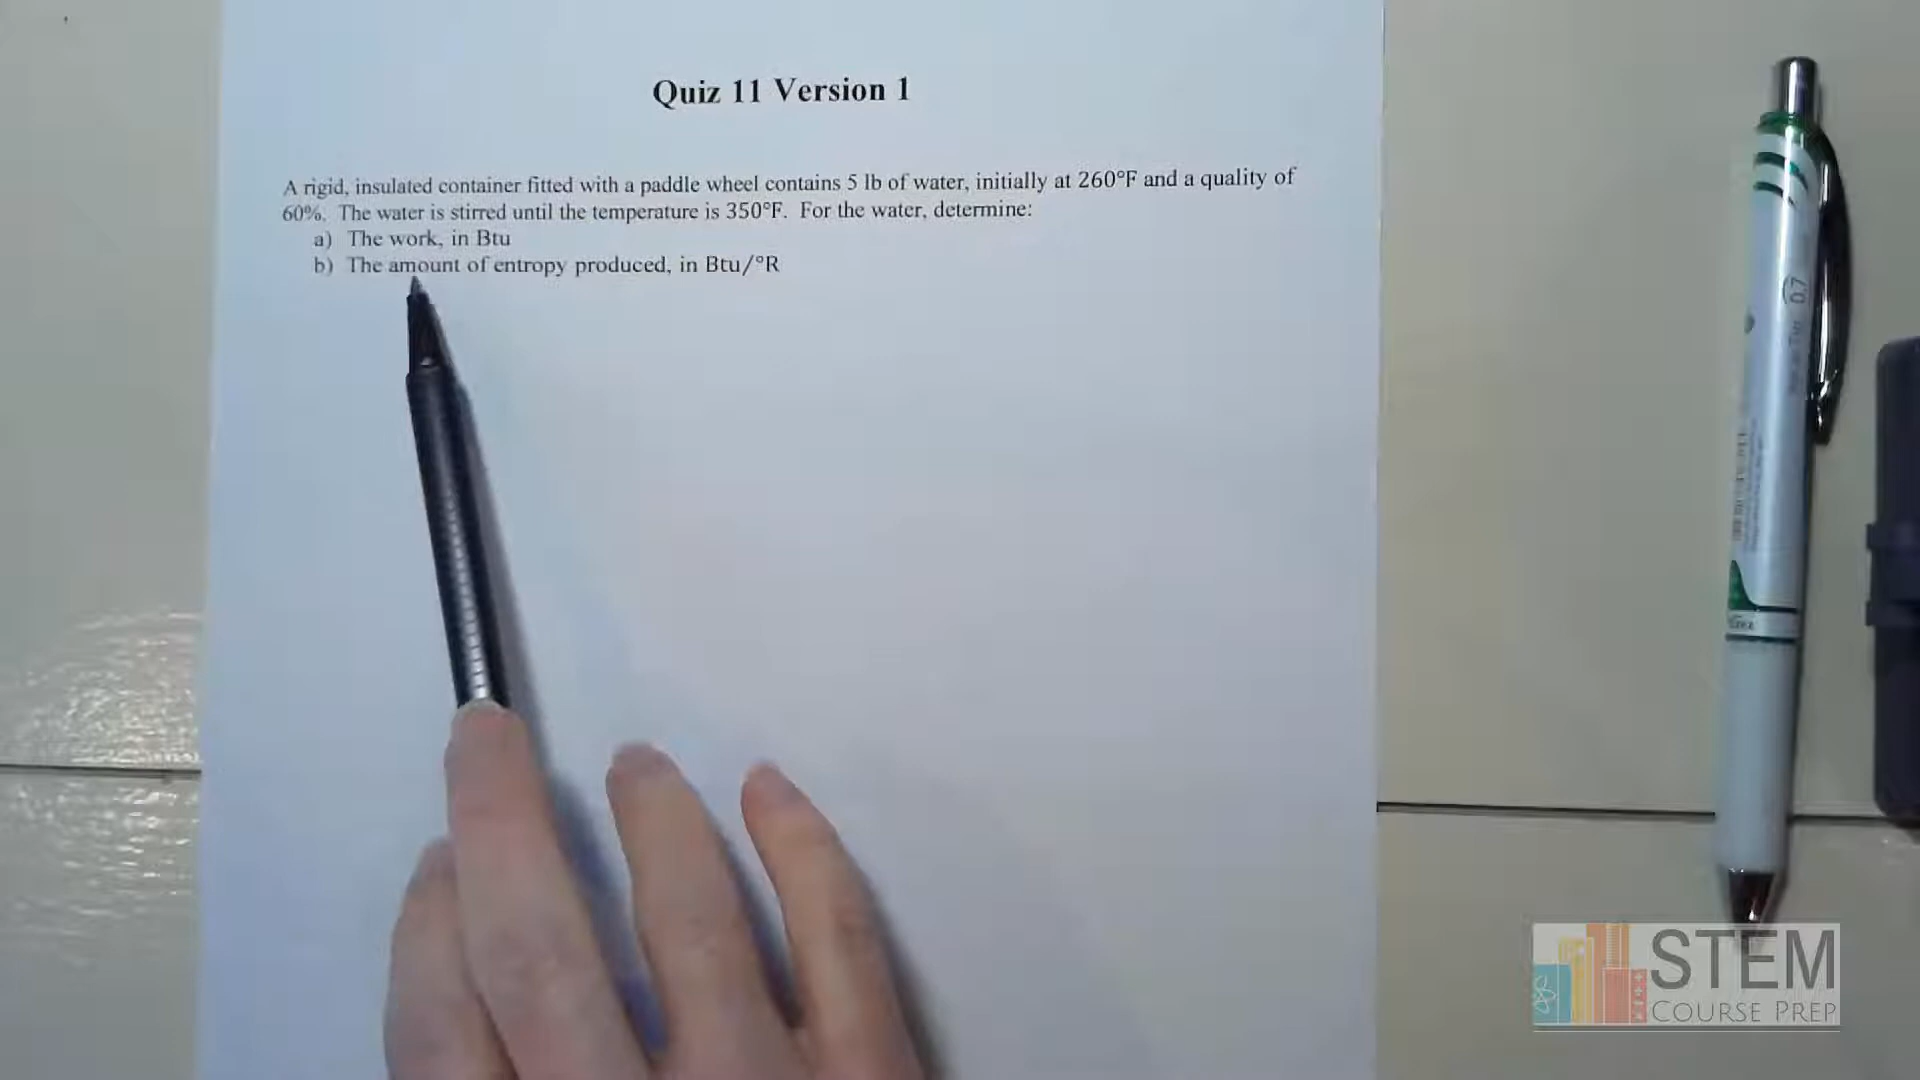 Quiz 11 Version 1
A rigid, insulated container fitted with a paddle wheel contains 5 lb of water, initially at 260°F and a quality of
60%. The water is stirred until the temperature is 350°F. For the water, determine:
a) The work, in Btu
b) The amount of entropy produced, in Btu/°R
0.7
STEM
COURSE PREP